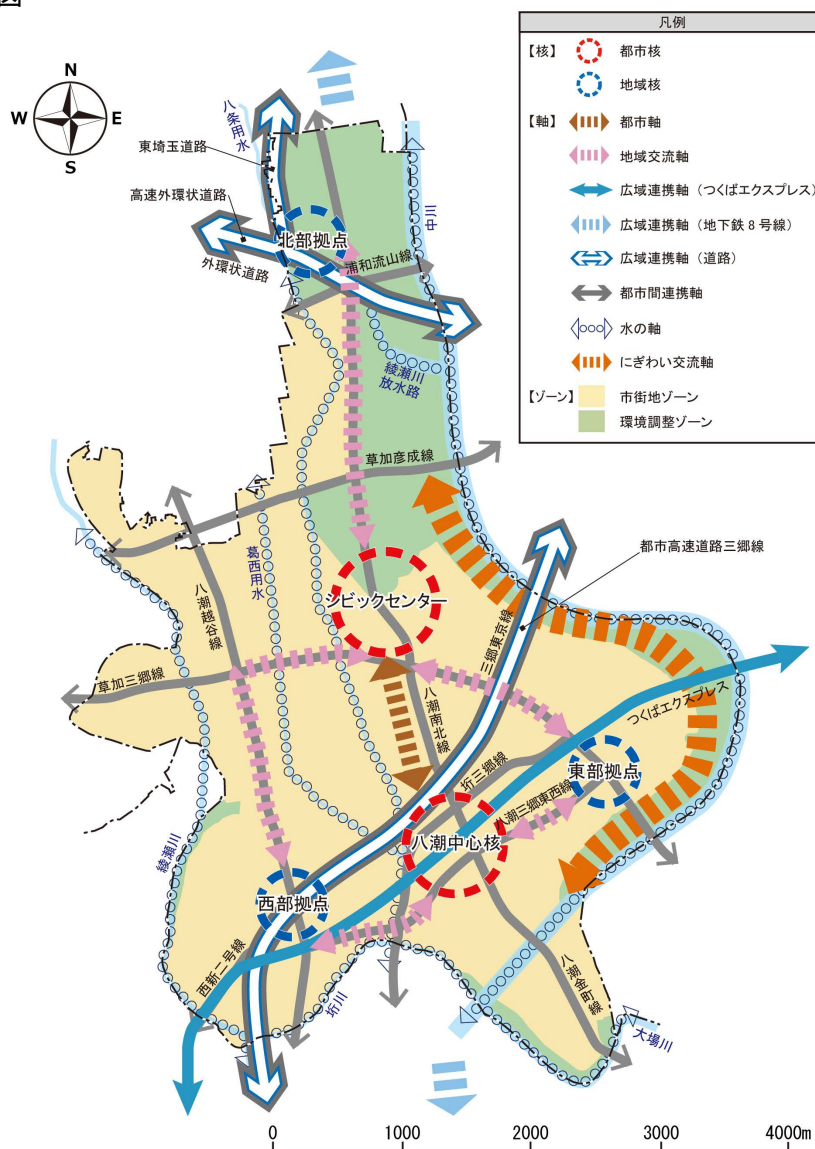 図
凡例
【核】
都市核
地域核
【軸】
都市軸
地域交流軸
広域連携軸（つくばエクスプレス）
広域連携軸（地下鉄８号線）
広域連携軸（道路）
都市間連携軸
水の軸
にぎわい交流軸
【ゾーン】
市街地ゾーン
環境調整ゾーン
N
W
E
S
八条用水
東埼玉道路
高速外環状道路
外環状道路
北部拠点
浦和流山線
中川
綾瀬川
放水路
草加彦成線
都市高速道路三郷線
葛西用水
八潮越谷線
シビックセンター
三郷東京線
草加三郷線
八潮南北線
つくばエクスプレス
垳三郷線
東部拠点
八潮三郷東西線
八潮中心核
綾瀬川
西部拠点
西新二号線
垳川
八潮金町線
大場川
0
1000
2000
3000
4000m